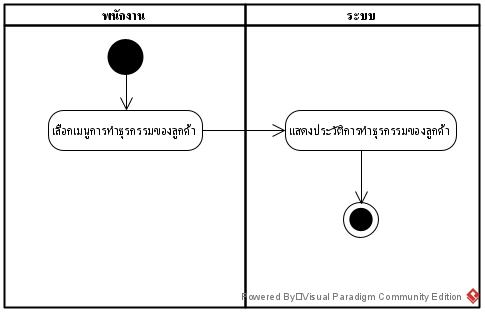 พนักงาน
ระบบ
เลือกเมนูการทำธุรกรรมของลูกค้า
แสดงประวัติการทำธุรกรรมของลูกค้า
Powered By Visual Paradigm Community Edition